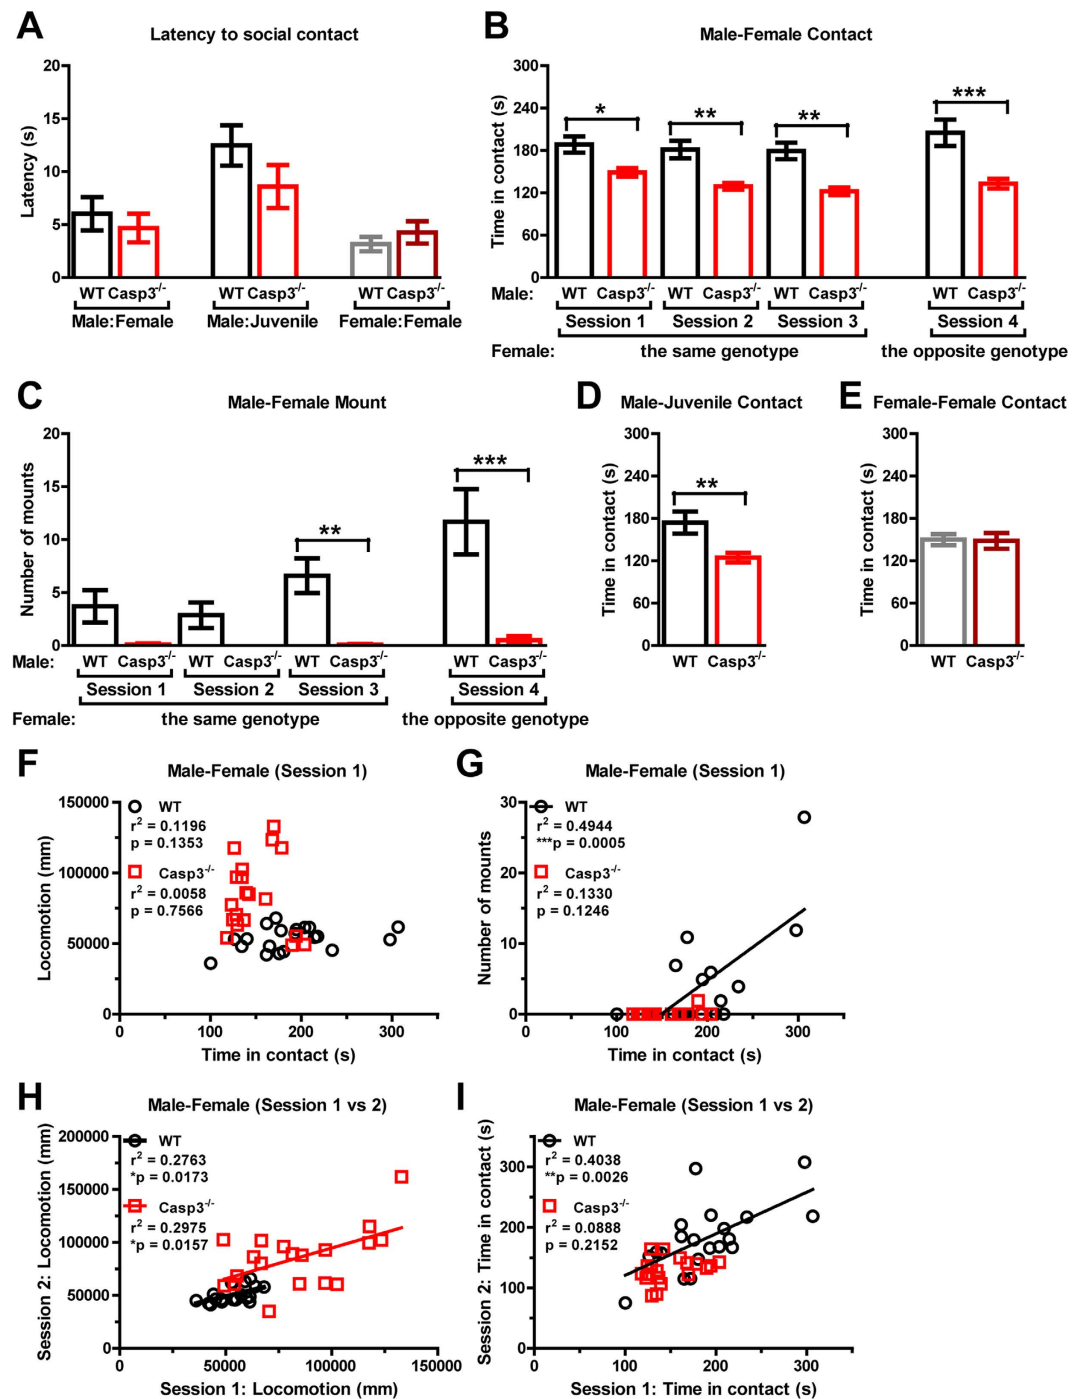 A
Latency to social contact
Latency (s)
20
15
10
5
0
WT Casp3-/- WT Casp3-/- WT Casp3-/-
Male:Female Male:Juvenile Female:Female
B
Male-Female Contact
Time in contact (s)
300
240
180
120
60
0
* ** ** ***
Male: WT Casp3-/- WT Casp3-/- WT Casp3-/- WT Casp3-/-
Session 1 Session 2 Session 3 Session 4
Female: the same genotype the opposite genotype
C
Male-Female Mount
Number of mounts
20
15
10
5
0
** ***
Male: WT Casp3-/- WT Casp3-/- WT Casp3-/- WT Casp3-/-
Session 1 Session 2 Session 3 Session 4
Female: the same genotype the opposite genotype
D
Male-Juvenile Contact
Time in contact (s)
300
240
180
120
60
0
**
WT Casp3-/-
E
Female-Female Contact
Time in contact (s)
300
240
180
120
60
0
WT Casp3-/-
F
Male-Female (Session 1)
Locomotion (mm)
150000
100000
50000
0
WT
r2 = 0.1196
p = 0.1353
Casp3-/-
r2 = 0.0058
p = 0.7566
0 100 200 300
Time in contact (s)
G
Male-Female (Session 1)
Number of mounts
30
20
10
0
WT
r2 = 0.4944
***p = 0.0005
Casp3-/-
r2 = 0.1330
p = 0.1246
0 100 200 300
Time in contact (s)
H
Male-Female (Session 1 vs 2)
Session 2: Locomotion (mm)
200000
150000
100000
50000
0
WT
r2 = 0.2763
*p = 0.0173
Casp3-/-
r2 = 0.2975
*p = 0.0157
0 50000 100000 150000
Session 1: Locomotion (mm)
I
Male-Female (Session 1 vs 2)
Session 2: Time in contact (s)
300
200
100
0
WT
r2 = 0.4038
**p = 0.0026
Casp3-/-
r2 = 0.0888
p = 0.2152
0 100 200 300
Session 1: Time in contact (s)